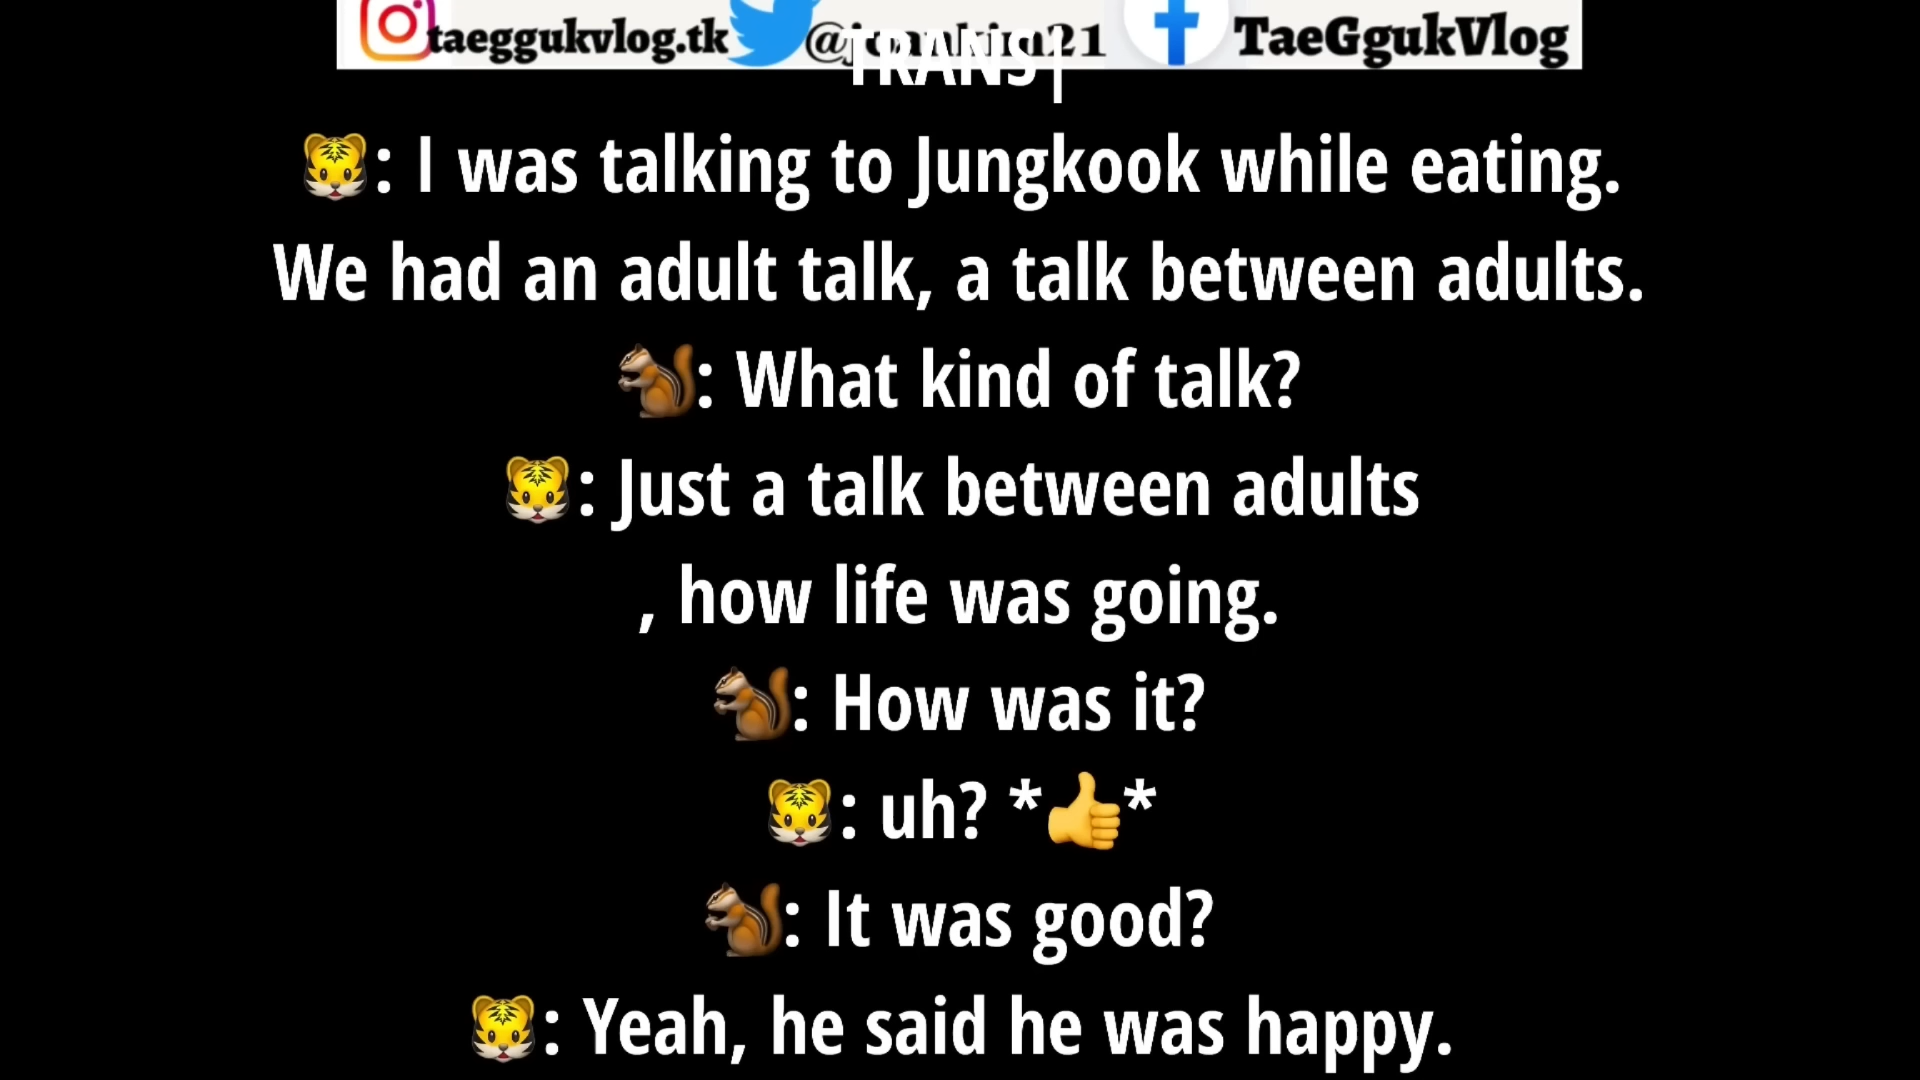 taeggukvlog.tk @joankim21 TaeGgukVlog
TRANS|
🐯: I was talking to Jungkook while eating.
We had an adult talk, a talk between adults.
🐿️: What kind of talk?
🐯: Just a talk between adults
, how life was going.
🐿️: How was it?
🐯: uh? *👍*
🐿️: It was good?
🐯: Yeah, he said he was happy.